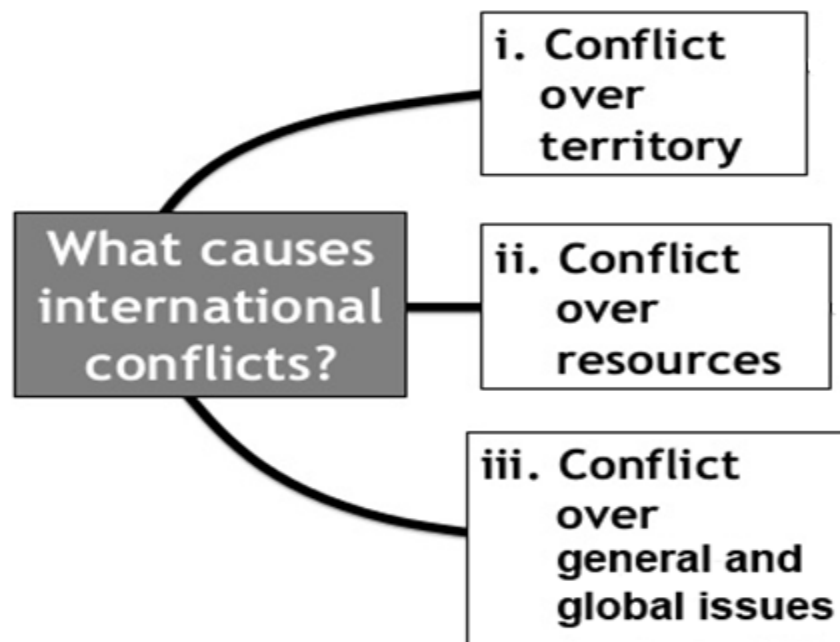 i. Conflict
over
territory
What causes
international
conflicts?
ii. Conflict
over
resources
iii. Conflict
over
general and
global issues